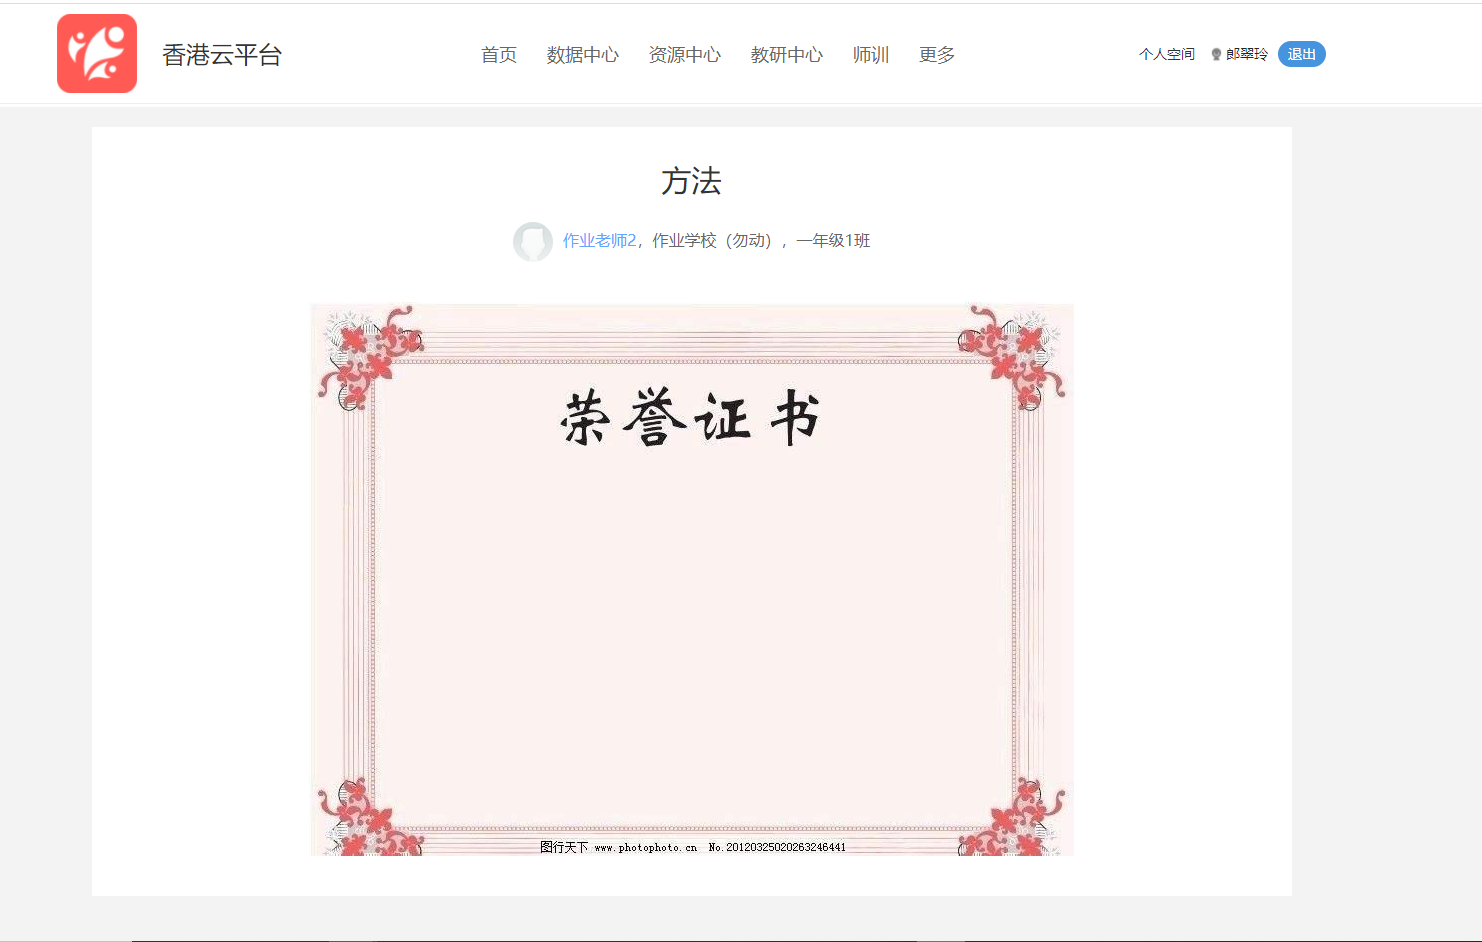 香港云平台
首页 数据中心 资源中心 教研中心 师训 更多
个人空间 郎翠玲 退出
方法
作业老师2，作业学校（勿动），一年级1班
荣誉证书
图行天下 www.photophoto.cn No.20120325020263246441